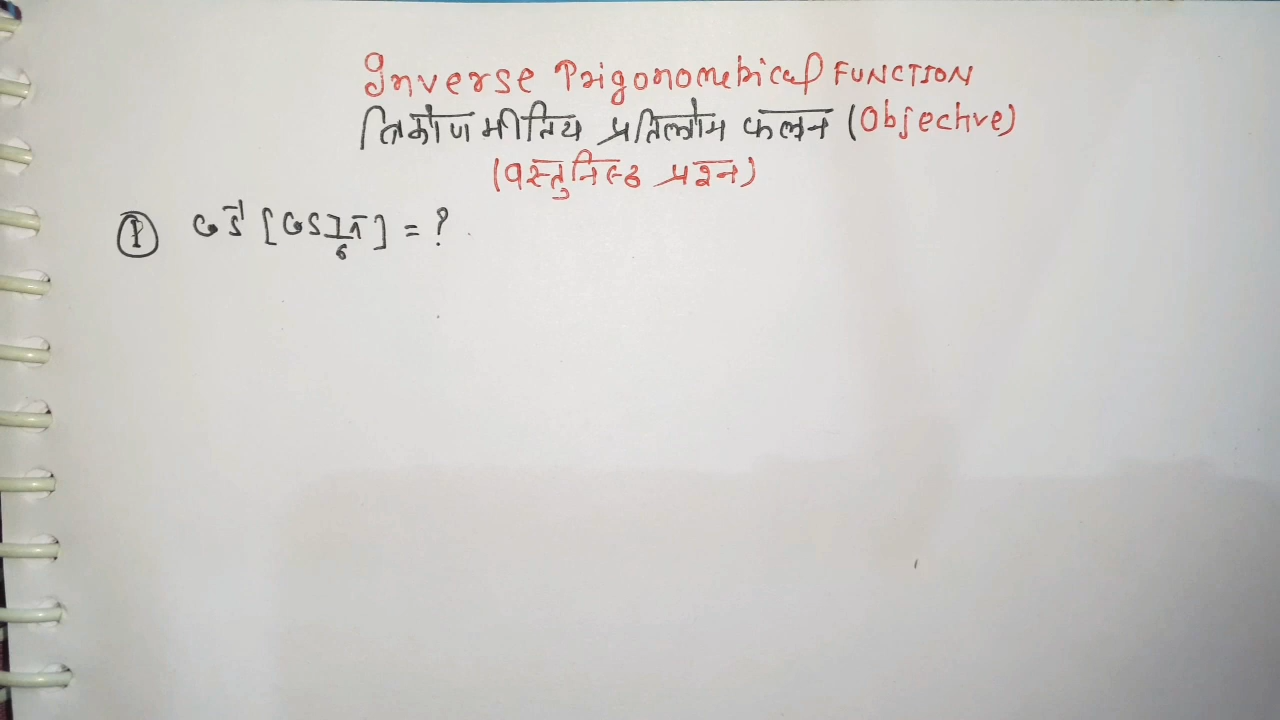 Inverse Trigonometrical FUNCTION
त्रिकोणमीतिय प्रतिलोम फलन (Objective)
(वस्तुनिष्ठ प्रश्न)
① cos⁻¹ [cos 7π/6] = ?